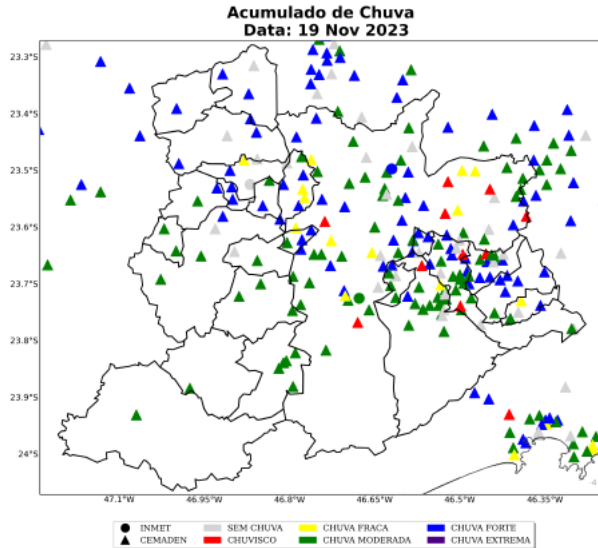 Acumulado de Chuva
Data: 19 Nov 2023
23.3°S
23.4°S
23.5°S
23.6°S
23.7°S
23.8°S
23.9°S
24°S
47.1°W 46.95°W 46.8°W 46.65°W 46.5°W 46.35°W
INMET SEM CHUVA CHUVA FRACA CHUVA FORTE
CEMADEN CHUVISCO CHUVA MODERADA CHUVA EXTREMA